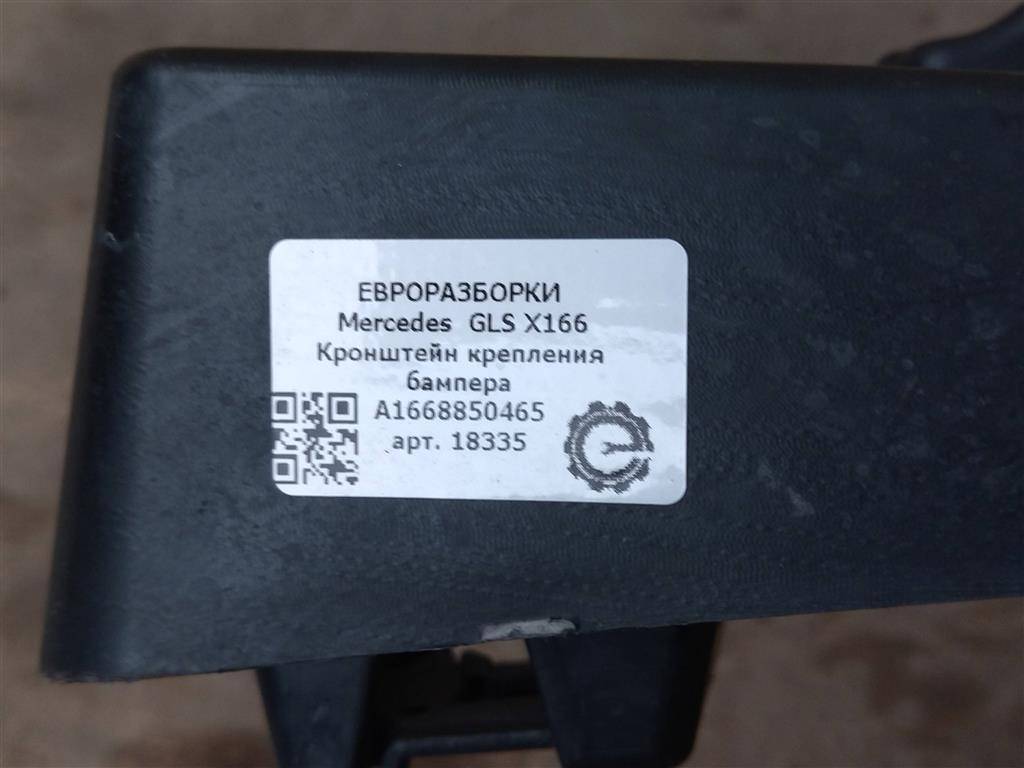 ЕВРОРАЗБОРКИ
Mercedes GLS X166
Кронштейн крепления
бампера
A1668850465
арт. 18335